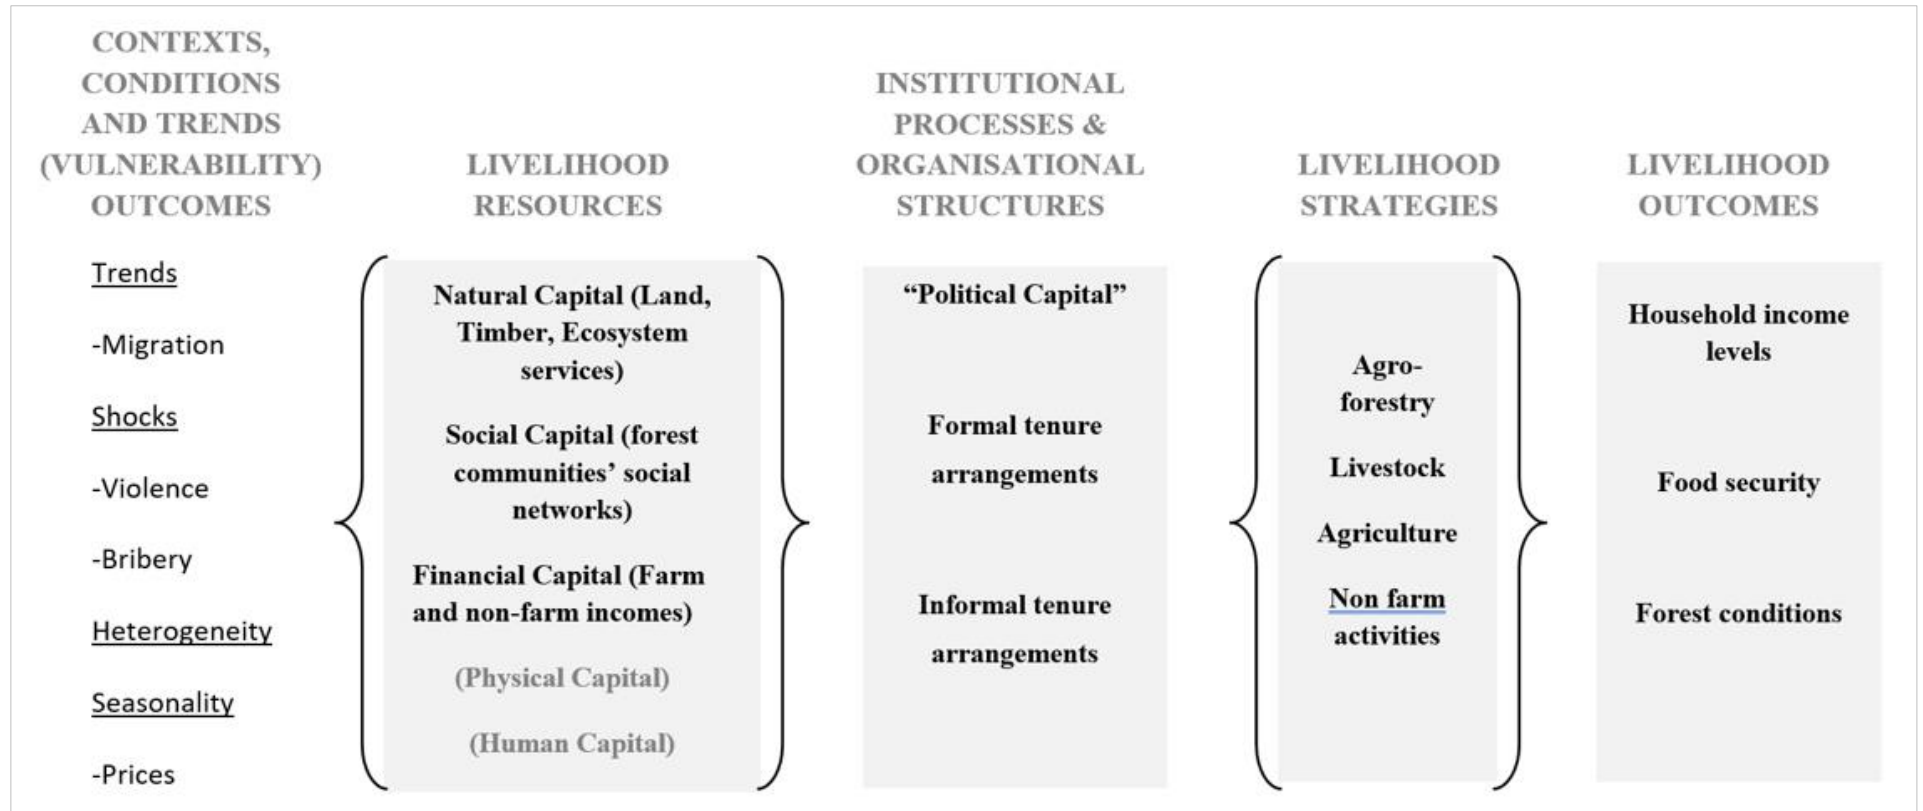 CONTEXTS,
CONDITIONS
AND TRENDS
(VULNERABILITY)
OUTCOMES
Trends
-Migration
Shocks
-Violence
-Bribery
Heterogeneity
Seasonality
-Prices
LIVELIHOOD
RESOURCES
Natural Capital (Land,
Timber, Ecosystem
services)
Social Capital (forest
communities’ social
networks)
Financial Capital (Farm
and non-farm incomes)
(Physical Capital)
(Human Capital)
INSTITUTIONAL
PROCESSES &
ORGANISATIONAL
STRUCTURES
“Political Capital”
Formal tenure
arrangements
Informal tenure
arrangements
LIVELIHOOD
STRATEGIES
Agro-
forestry
Livestock
Agriculture
Non farm
activities
LIVELIHOOD
OUTCOMES
Household income
levels
Food security
Forest conditions